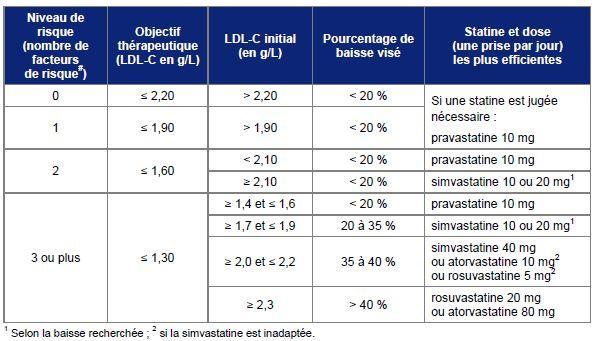 Niveau de
risque
(nombre de
facteurs
de risque#)
Objectif
thérapeutique
(LDL-C en g/L)
LDL-C initial
(en g/L)
Pourcentage de
baisse visé
Statine et dose
(une prise par jour)
les plus efficientes
0
≤ 2,20
> 2,20
< 20 %
Si une statine est jugée
nécessaire :
pravastatine 10 mg
1
≤ 1,90
> 1,90
< 20 %
2
≤ 1,60
< 2,10
< 20 %
pravastatine 10 mg
≥ 2,10
< 20 %
simvastatine 10 ou 20 mg1
3 ou plus
≤ 1,30
≥ 1,4 et ≤ 1,6
< 20 %
pravastatine 10 mg
≥ 1,7 et ≤ 1,9
20 à 35 %
simvastatine 10 ou 20 mg1
≥ 2,0 et ≤ 2,2
35 à 40 %
simvastatine 40 mg
ou atorvastatine 10 mg2
ou rosuvastatine 5 mg2
≥ 2,3
> 40 %
rosuvastatine 20 mg
ou atorvastatine 80 mg
1 Selon la baisse recherchée ; 2 si la simvastatine est inadaptée.